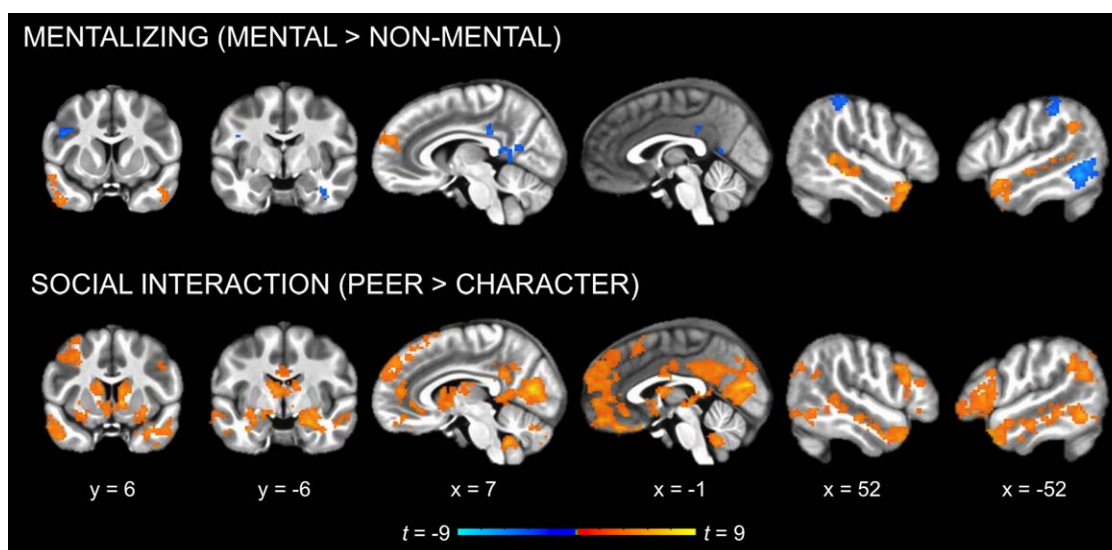 MENTALIZING (MENTAL > NON-MENTAL)
SOCIAL INTERACTION (PEER > CHARACTER)
y = 6 y = -6 x = 7 x = -1 x = 52 x = -52
t = -9 t = 9